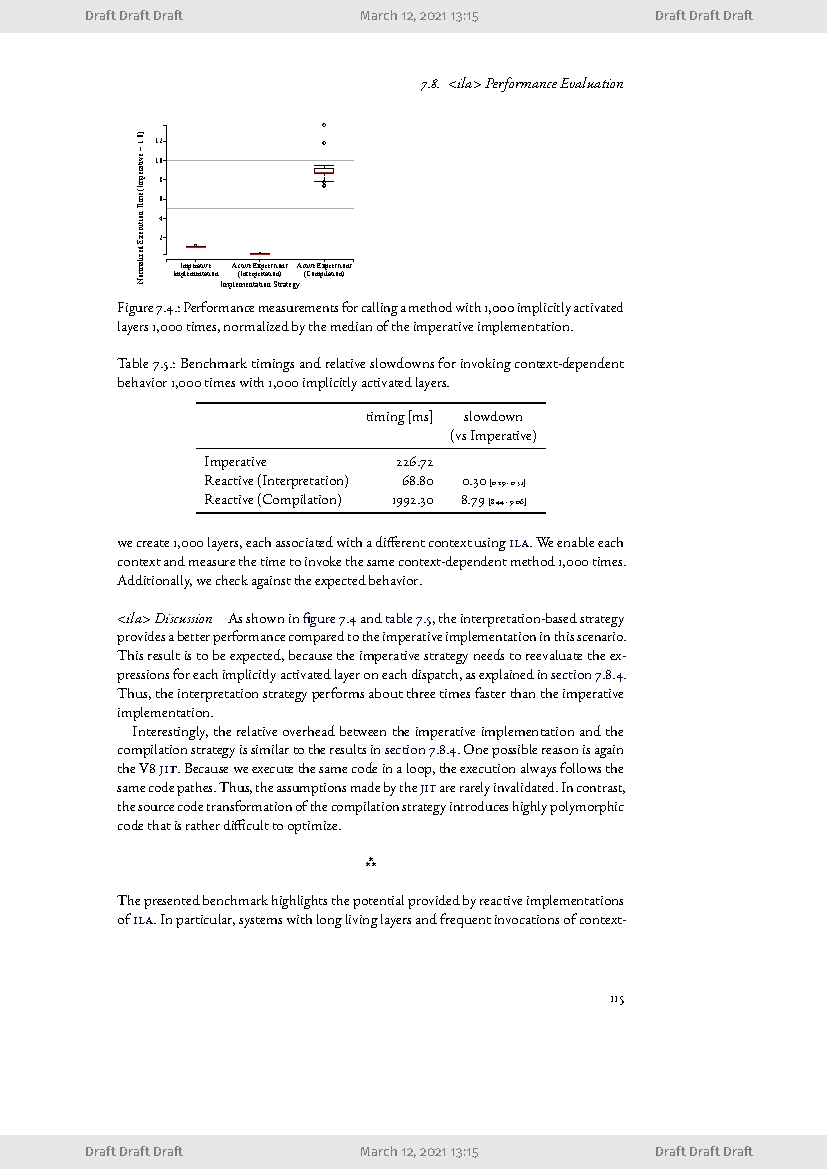 Draft Draft Draft March 12, 2021 13:15 Draft Draft Draft
7.8. <ila> Performance Evaluation
Normalized Execution Time (Imperative = 1.0)
12
10
8
6
4
2
Imperative Active Expressions Active Expressions
Implementation (Interpretation) (Compilation)
Implementation Strategy
Figure 7.4.: Performance measurements for calling a method with 1,000 implicitly activated
layers 1,000 times, normalized by the median of the imperative implementation.
Table 7.5.: Benchmark timings and relative slowdowns for invoking context-dependent
behavior 1,000 times with 1,000 implicitly activated layers.
timing [ms] slowdown
(vs Imperative)
Imperative 226.72
Reactive (Interpretation) 68.80 0.30 [0.29 - 0.32]
Reactive (Compilation) 1992.30 8.79 [8.44 - 9.06]
we create 1,000 layers, each associated with a different context using ILA. We enable each
context and measure the time to invoke the same context-dependent method 1,000 times.
Additionally, we check against the expected behavior.
<ila> Discussion As shown in figure 7.4 and table 7.5, the interpretation-based strategy
provides a better performance compared to the imperative implementation in this scenario.
This result is to be expected, because the imperative strategy needs to reevaluate the ex-
pressions for each implicitly activated layer on each dispatch, as explained in section 7.8.4.
Thus, the interpretation strategy performs about three times faster than the imperative
implementation.
Interestingly, the relative overhead between the imperative implementation and the
compilation strategy is similar to the results in section 7.8.4. One possible reason is again
the V8 JIT. Because we execute the same code in a loop, the execution always follows the
same code pathes. Thus, the assumptions made by the JIT are rarely invalidated. In contrast,
the source code transformation of the compilation strategy introduces highly polymorphic
code that is rather difficult to optimize.
⁂
The presented benchmark highlights the potential provided by reactive implementations
of ILA. In particular, systems with long living layers and frequent invocations of context-
115
Draft Draft Draft March 12, 2021 13:15 Draft Draft Draft